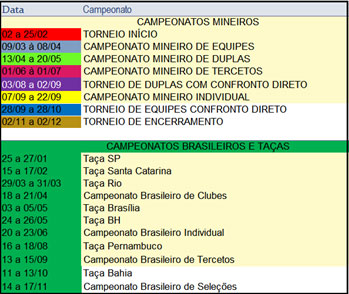 Data Campeonato
CAMPEONATOS MINEIROS
02 a 25/02 TORNEIO INÍCIO
09/03 à 08/04 CAMPEONATO MINEIRO DE EQUIPES
13/04 a 20/05 CAMPEONATO MINEIRO DE DUPLAS
01/06 à 01/07 CAMPEONATO MINEIRO DE TERCETOS
03/08 a 02/09 TORNEIO DE DUPLAS COM CONFRONTO DIRETO
07/09 a 22/09 CAMPEONATO MINEIRO INDIVIDUAL
28/09 a 28/10 TORNEIO DE EQUIPES CONFRONTO DIRETO
02/11 a 02/12 TORNEIO DE ENCERRAMENTO
CAMPEONATOS BRASILEIROS E TAÇAS
25 a 27/01 Taça SP
15 a 17/02 Taça Santa Catarina
29/03 a 31/03 Taça Rio
18 a 21/04 Campeonato Brasileiro de Clubes
03 a 05/05 Taça Brasília
24 a 26/05 Taça BH
20 a 23/06 Campeonato Brasileiro Individual
16 a 18/08 Taça Pernambuco
13 a 15/09 Campeonato Brasileiro de Tercetos
11 a 13/10 Taça Bahia
14 a 17/11 Campeonato Brasileiro de Seleções